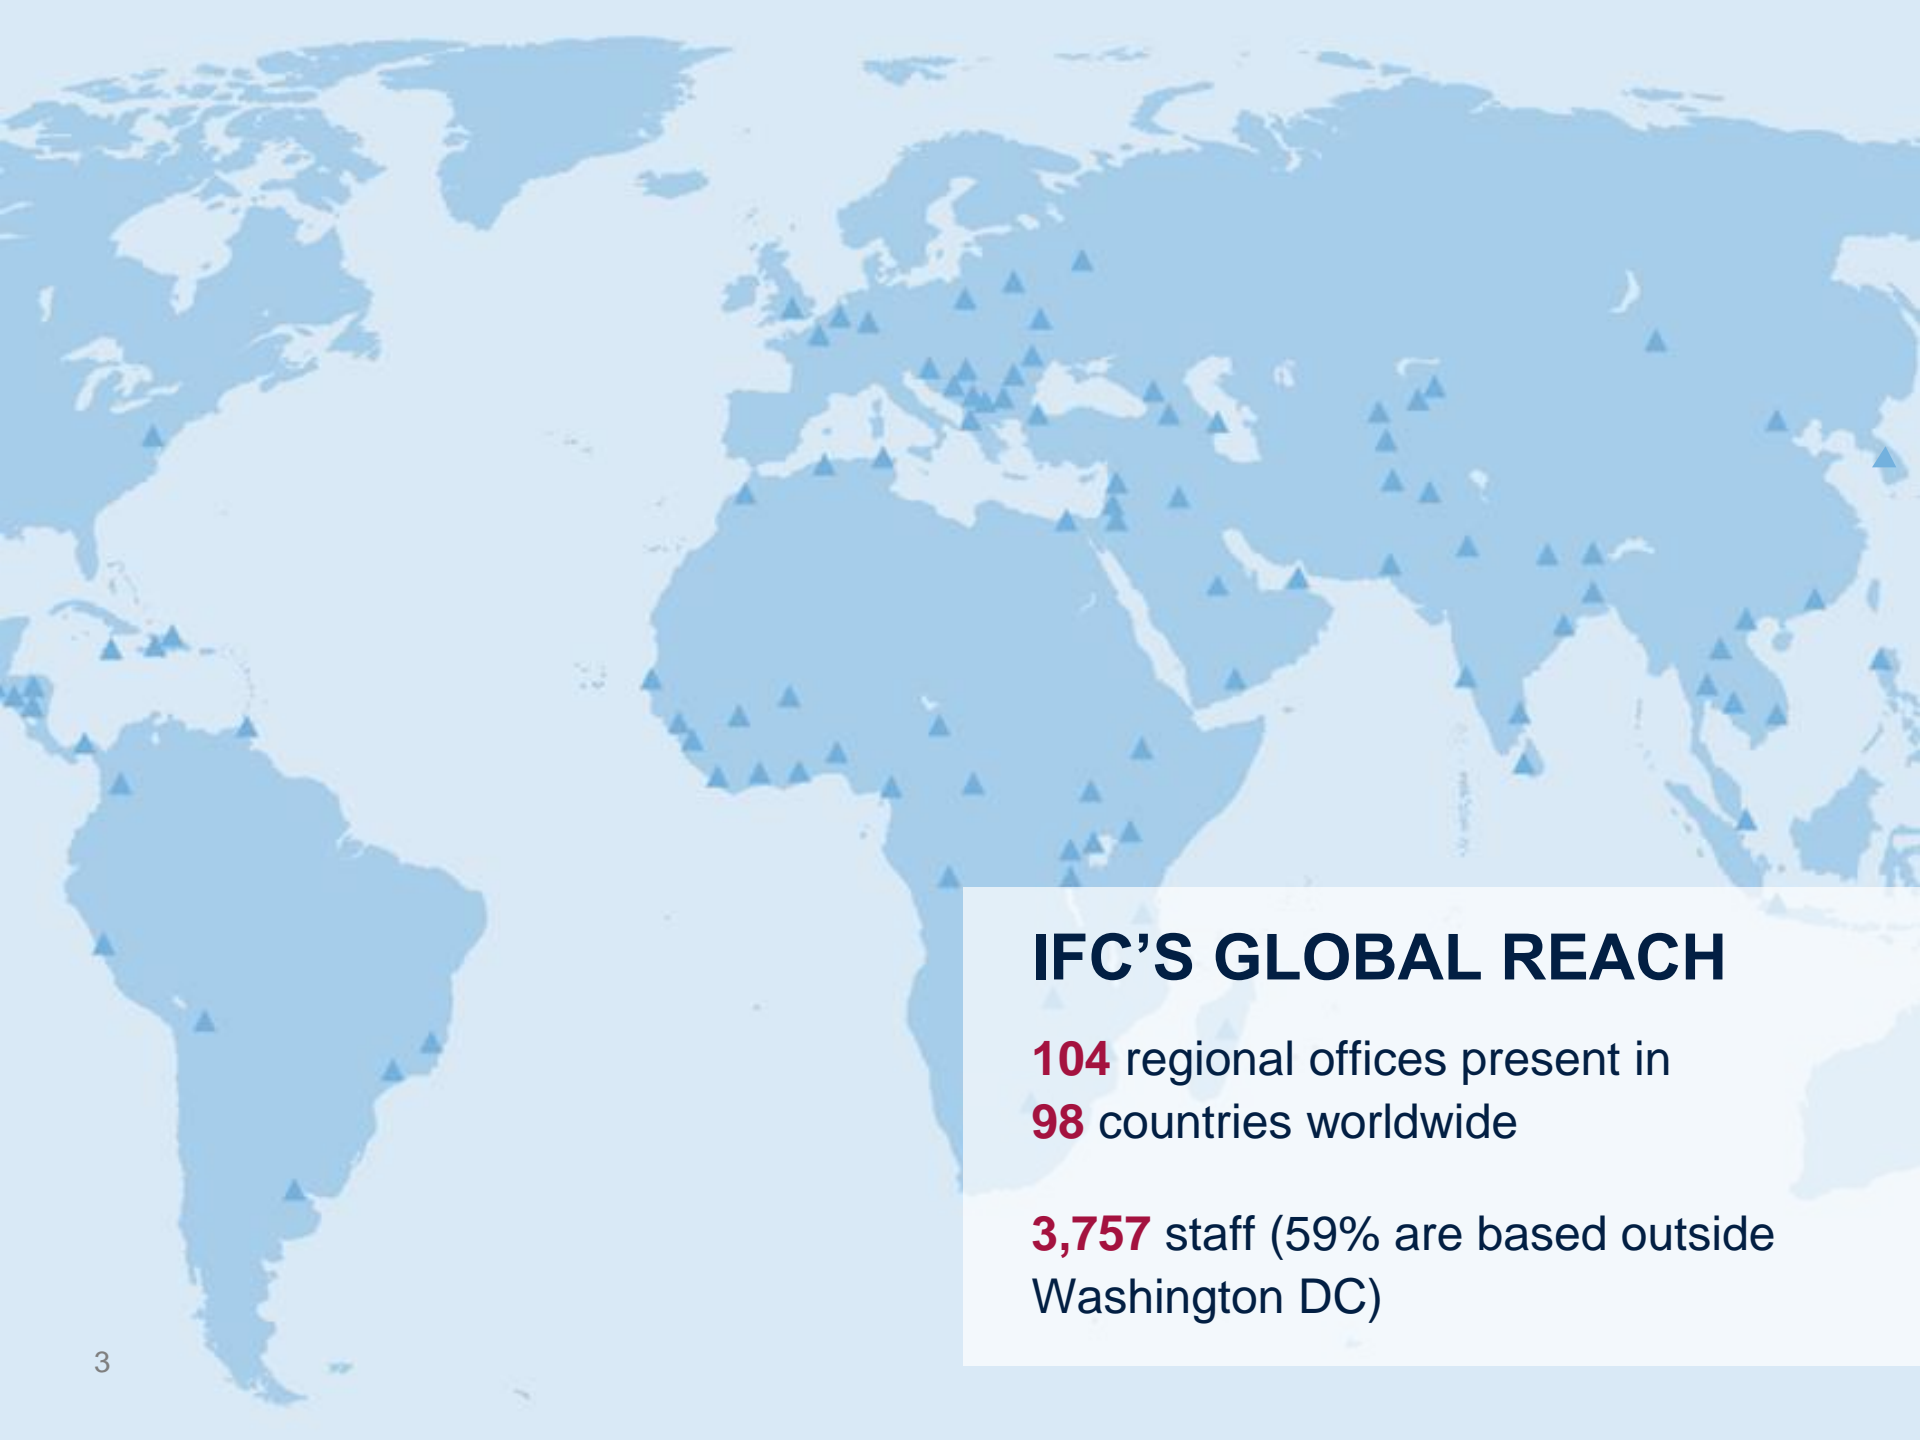 IFC’S GLOBAL REACH
104 regional offices present in
98 countries worldwide
3,757 staff (59% are based outside
Washington DC)
3